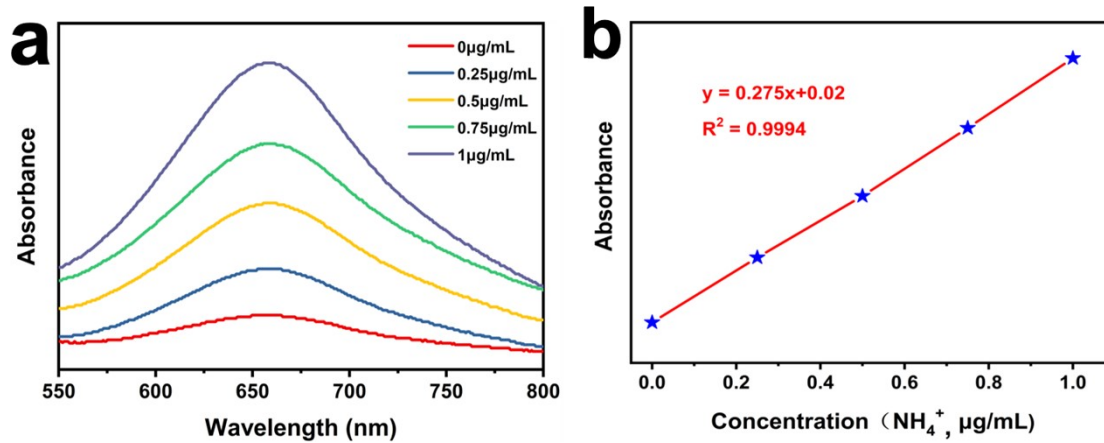 a
0μg/mL
0.25μg/mL
0.5μg/mL
0.75μg/mL
1μg/mL
Absorbance
550 600 650 700 750 800
Wavelength (nm)
b
y = 0.275x+0.02
R² = 0.9994
Absorbance
0.0 0.2 0.4 0.6 0.8 1.0
Concentration（NH₄⁺, μg/mL)